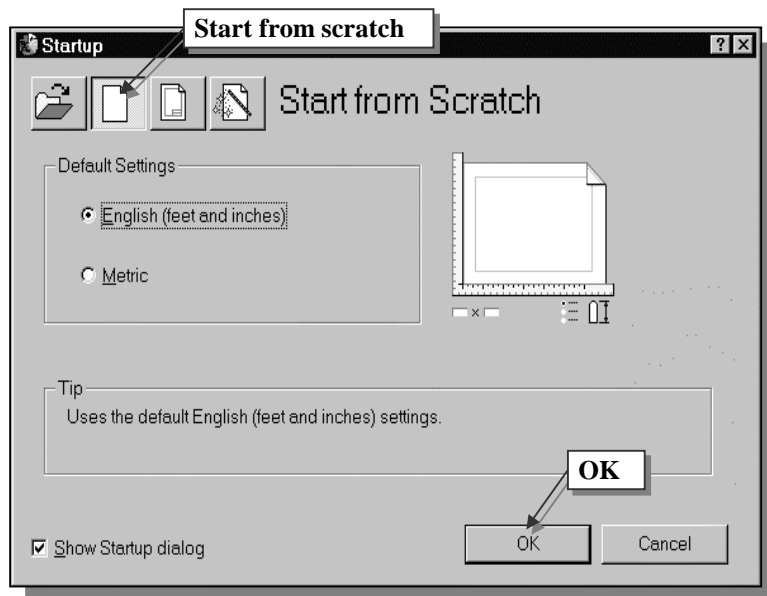 Start from scratch
Startup
Start from Scratch
Default Settings
English (feet and inches)
Metric
Tip
Uses the default English (feet and inches) settings.
OK
Show Startup dialog
OK
Cancel